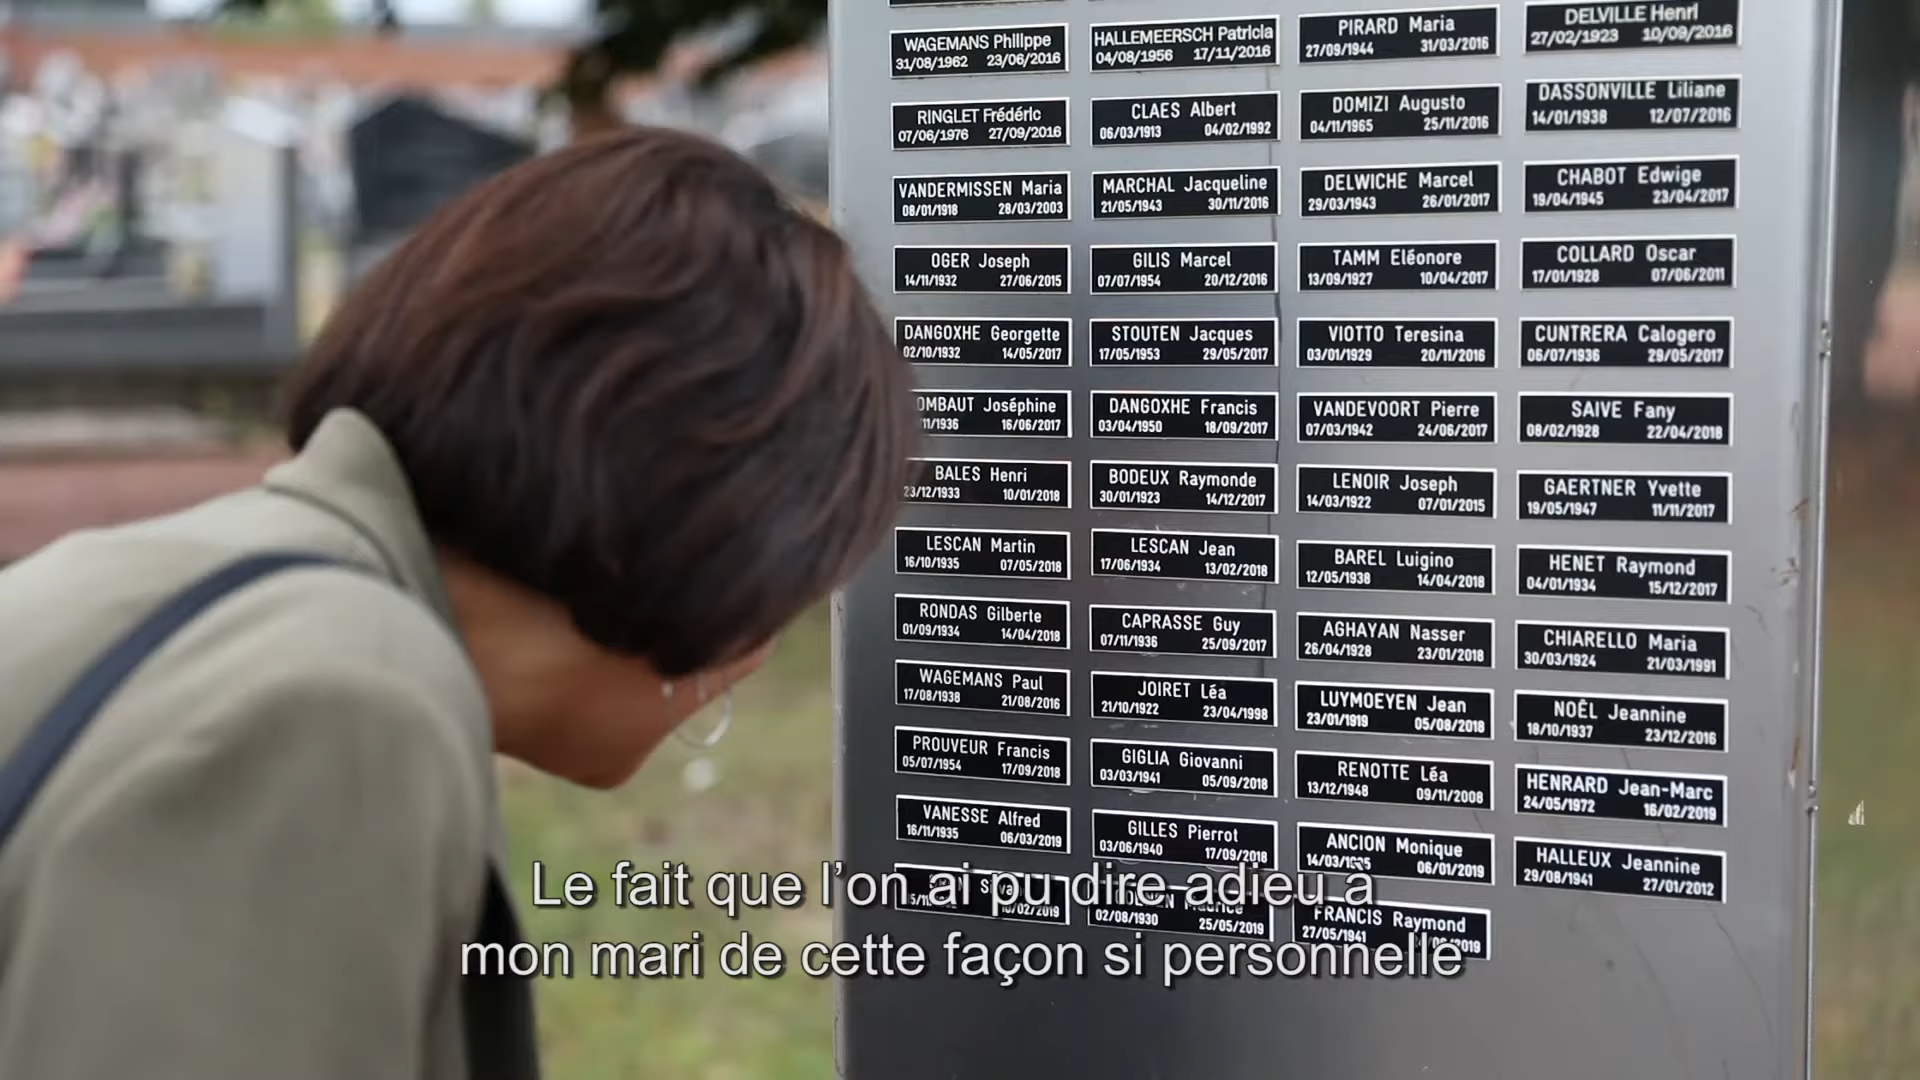 WAGEMANS Philippe
31/08/1962 23/06/2016
HALLEMEERSCH Patricia
04/08/1956 17/11/2016
PIRARD Maria
27/09/1944 31/03/2016
DELVILLE Henri
27/02/1923 10/09/2016
RINGLET Frédéric
07/06/1976 27/09/2016
CLAES Albert
06/03/1913 04/02/1992
DOMIZI Augusto
04/11/1965 25/11/2016
DASSONVILLE Liliane
14/01/1938 12/07/2016
VANDERMISSEN Maria
08/01/1918 28/03/2003
MARCHAL Jacqueline
21/05/1943 30/11/2016
DELWICHE Marcel
29/03/1943 26/01/2017
CHABOT Edwige
19/04/1945 23/04/2017
OGER Joseph
14/11/1932 27/06/2015
GILIS Marcel
07/07/1954 20/12/2016
TAMM Eléonore
13/09/1927 10/04/2017
COLLARD Oscar
17/01/1928 07/06/2011
DANGOXHE Georgette
02/10/1932 14/05/2017
STOUTEN Jacques
17/05/1953 29/05/2017
VIOTTO Teresina
03/01/1929 20/11/2016
CUNTRERA Calogero
06/07/1936 29/05/2017
OMBAUT Joséphine
11/1936 16/06/2017
DANGOXHE Francis
03/04/1950 18/09/2017
VANDEVOORT Pierre
07/03/1942 24/06/2017
SAIVE Fany
08/02/1928 22/04/2018
BALES Henri
23/12/1933 10/01/2018
BODEUX Raymonde
30/01/1923 14/12/2017
LENOIR Joseph
14/03/1922 07/01/2015
GAERTNER Yvette
19/05/1947 11/11/2017
LESCAN Martin
16/10/1935 07/05/2018
LESCAN Jean
17/06/1934 13/02/2018
BAREL Luigino
12/05/1938 14/04/2018
HENET Raymond
04/01/1934 15/12/2017
RONDAS Gilberte
01/09/1934 14/04/2018
CAPRASSE Guy
07/11/1936 25/09/2017
AGHAYAN Nasser
26/04/1928 23/01/2018
CHIARELLO Maria
30/03/1924 21/03/1991
WAGEMANS Paul
17/08/1938 21/08/2016
JOIRET Léa
21/10/1922 23/04/1998
LUYMOEYEN Jean
23/01/1919 05/08/2018
NOËL Jeannine
18/10/1937 23/12/2016
PROUVEUR Francis
05/07/1954 17/09/2018
GIGLIA Giovanni
03/03/1941 05/09/2018
RENOTTE Léa
13/12/1948 09/11/2008
HENRARD Jean-Marc
24/05/1972 16/02/2019
VANESSE Alfred
16/11/1935 06/03/2019
GILLES Pierrot
03/06/1940 17/09/2018
ANCION Monique
06/01/2019
HALLEUX Jeannine
29/08/1941 27/01/2012
10/02/2019
Maurice
02/08/1930 25/05/2019
FRANCIS Raymond
27/05/1941
Le fait que l'on ai pu dire adieu à
mon mari de cette façon si personnelle